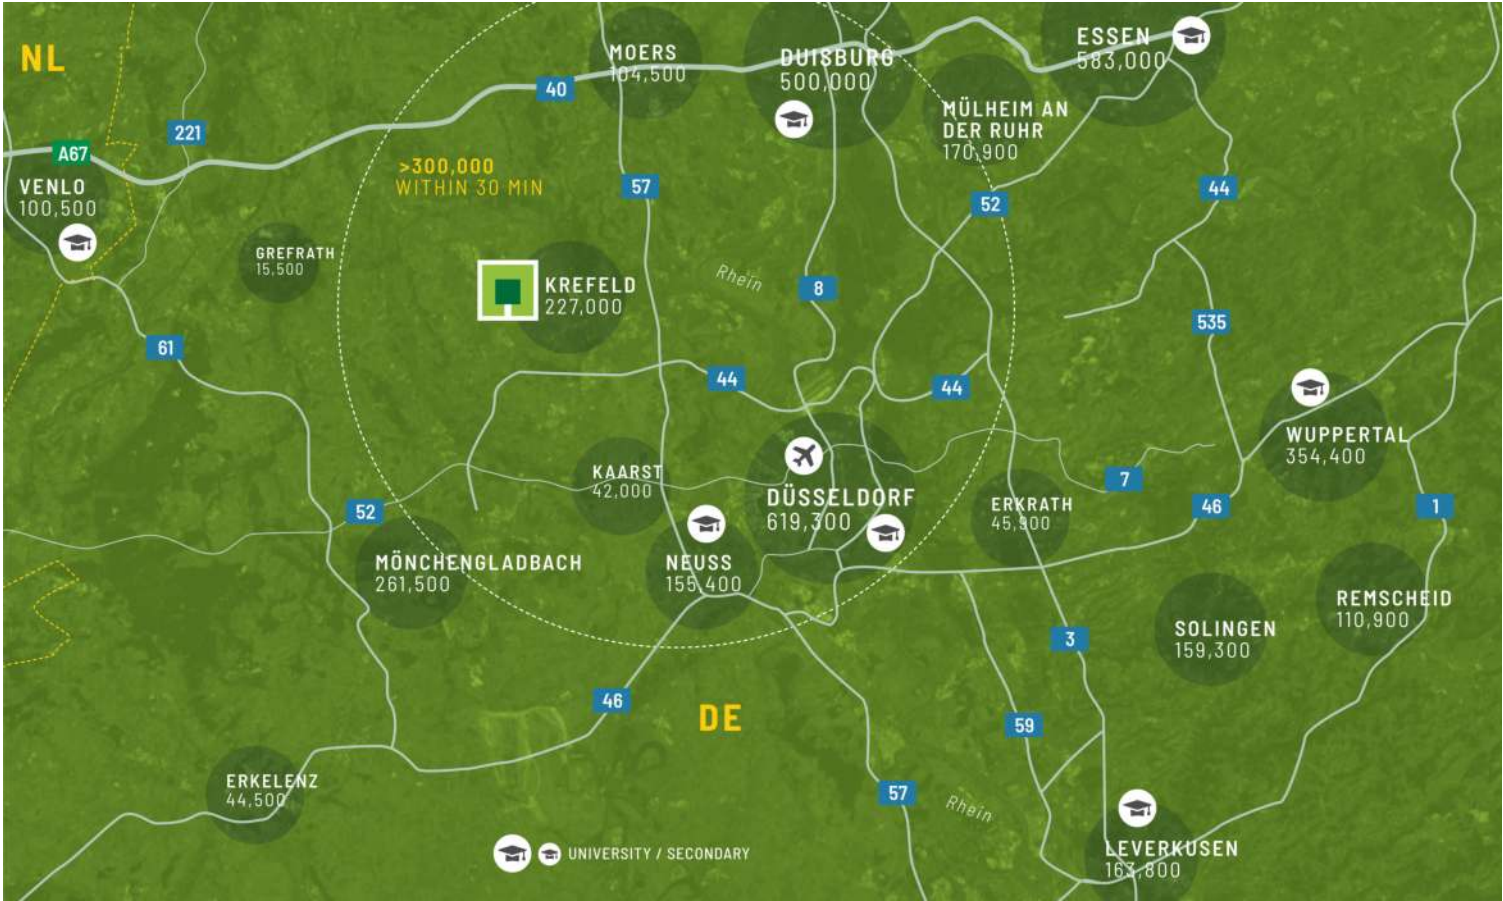 NL
MOERS
104,500
DUISBURG
500,000
ESSEN
583,000
40
MÜLHEIM AN
DER RUHR
170,900
221
A67
>300,000
WITHIN 30 MIN
VENLO
100,500
57
44
52
GREFRATH
15,500
KREFELD
227,000
Rhein
8
535
61
44
44
WUPPERTAL
354,400
KAARST
42,000
7
DÜSSELDORF
619,300
ERKRATH
45,900
46
1
52
MÖNCHENGLADBACH
261,500
NEUSS
155,400
REMSCHEID
110,900
SOLINGEN
159,300
3
46
DE
59
ERKELENZ
44,500
57
Rhein
LEVERKUSEN
163,800
UNIVERSITY / SECONDARY